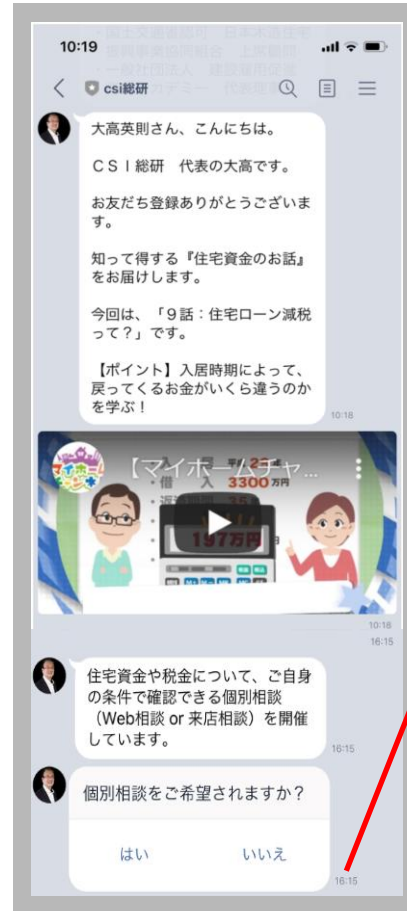 10:19
csi総研
大高英則さん、こんにちは。
CSI総研 代表の大高です。
お友だち登録ありがとうございま
す。
知って得する『住宅資金のお話』
をお届けします。
今回は、「9話:住宅ローン減税
って?」です。
【ポイント】入居時期によって、
戻ってくるお金がいくら違うのか
を学ぶ!
10:18
【マイホームチャ...
・借 入 3300万円
197万円
10:18
16:15
住宅資金や税金について、ご自身
の条件で確認できる個別相談
(Web相談 or 来店相談)を開催
しています。
16:15
個別相談をご希望されますか?
はい いいえ
16:15